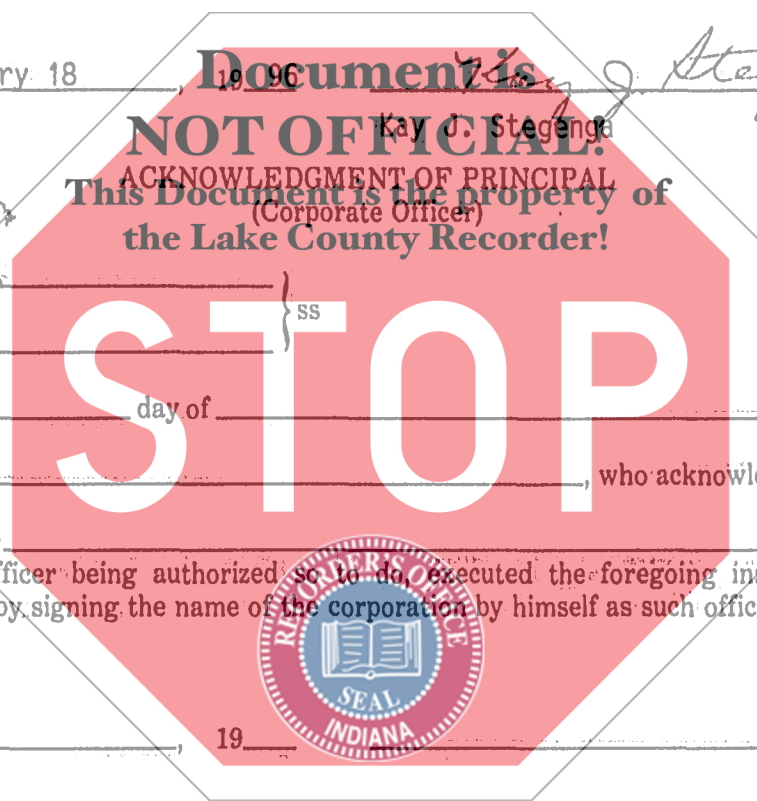 ry 18, 19 96
Document is
Kay J. Stegenga
NOT OFFICIAL!
ACKNOWLEDGMENT OF PRINCIPAL
This Document is the property of
(Corporate Officer)
the Lake County Recorder!
ss
STOP
day of
, who acknowle
fficer being authorized so to do, executed the foregoing ins
by signing the name of the corporation by himself as such offic
RECORDER'S OFFICE
SEAL
INDIANA
, 19